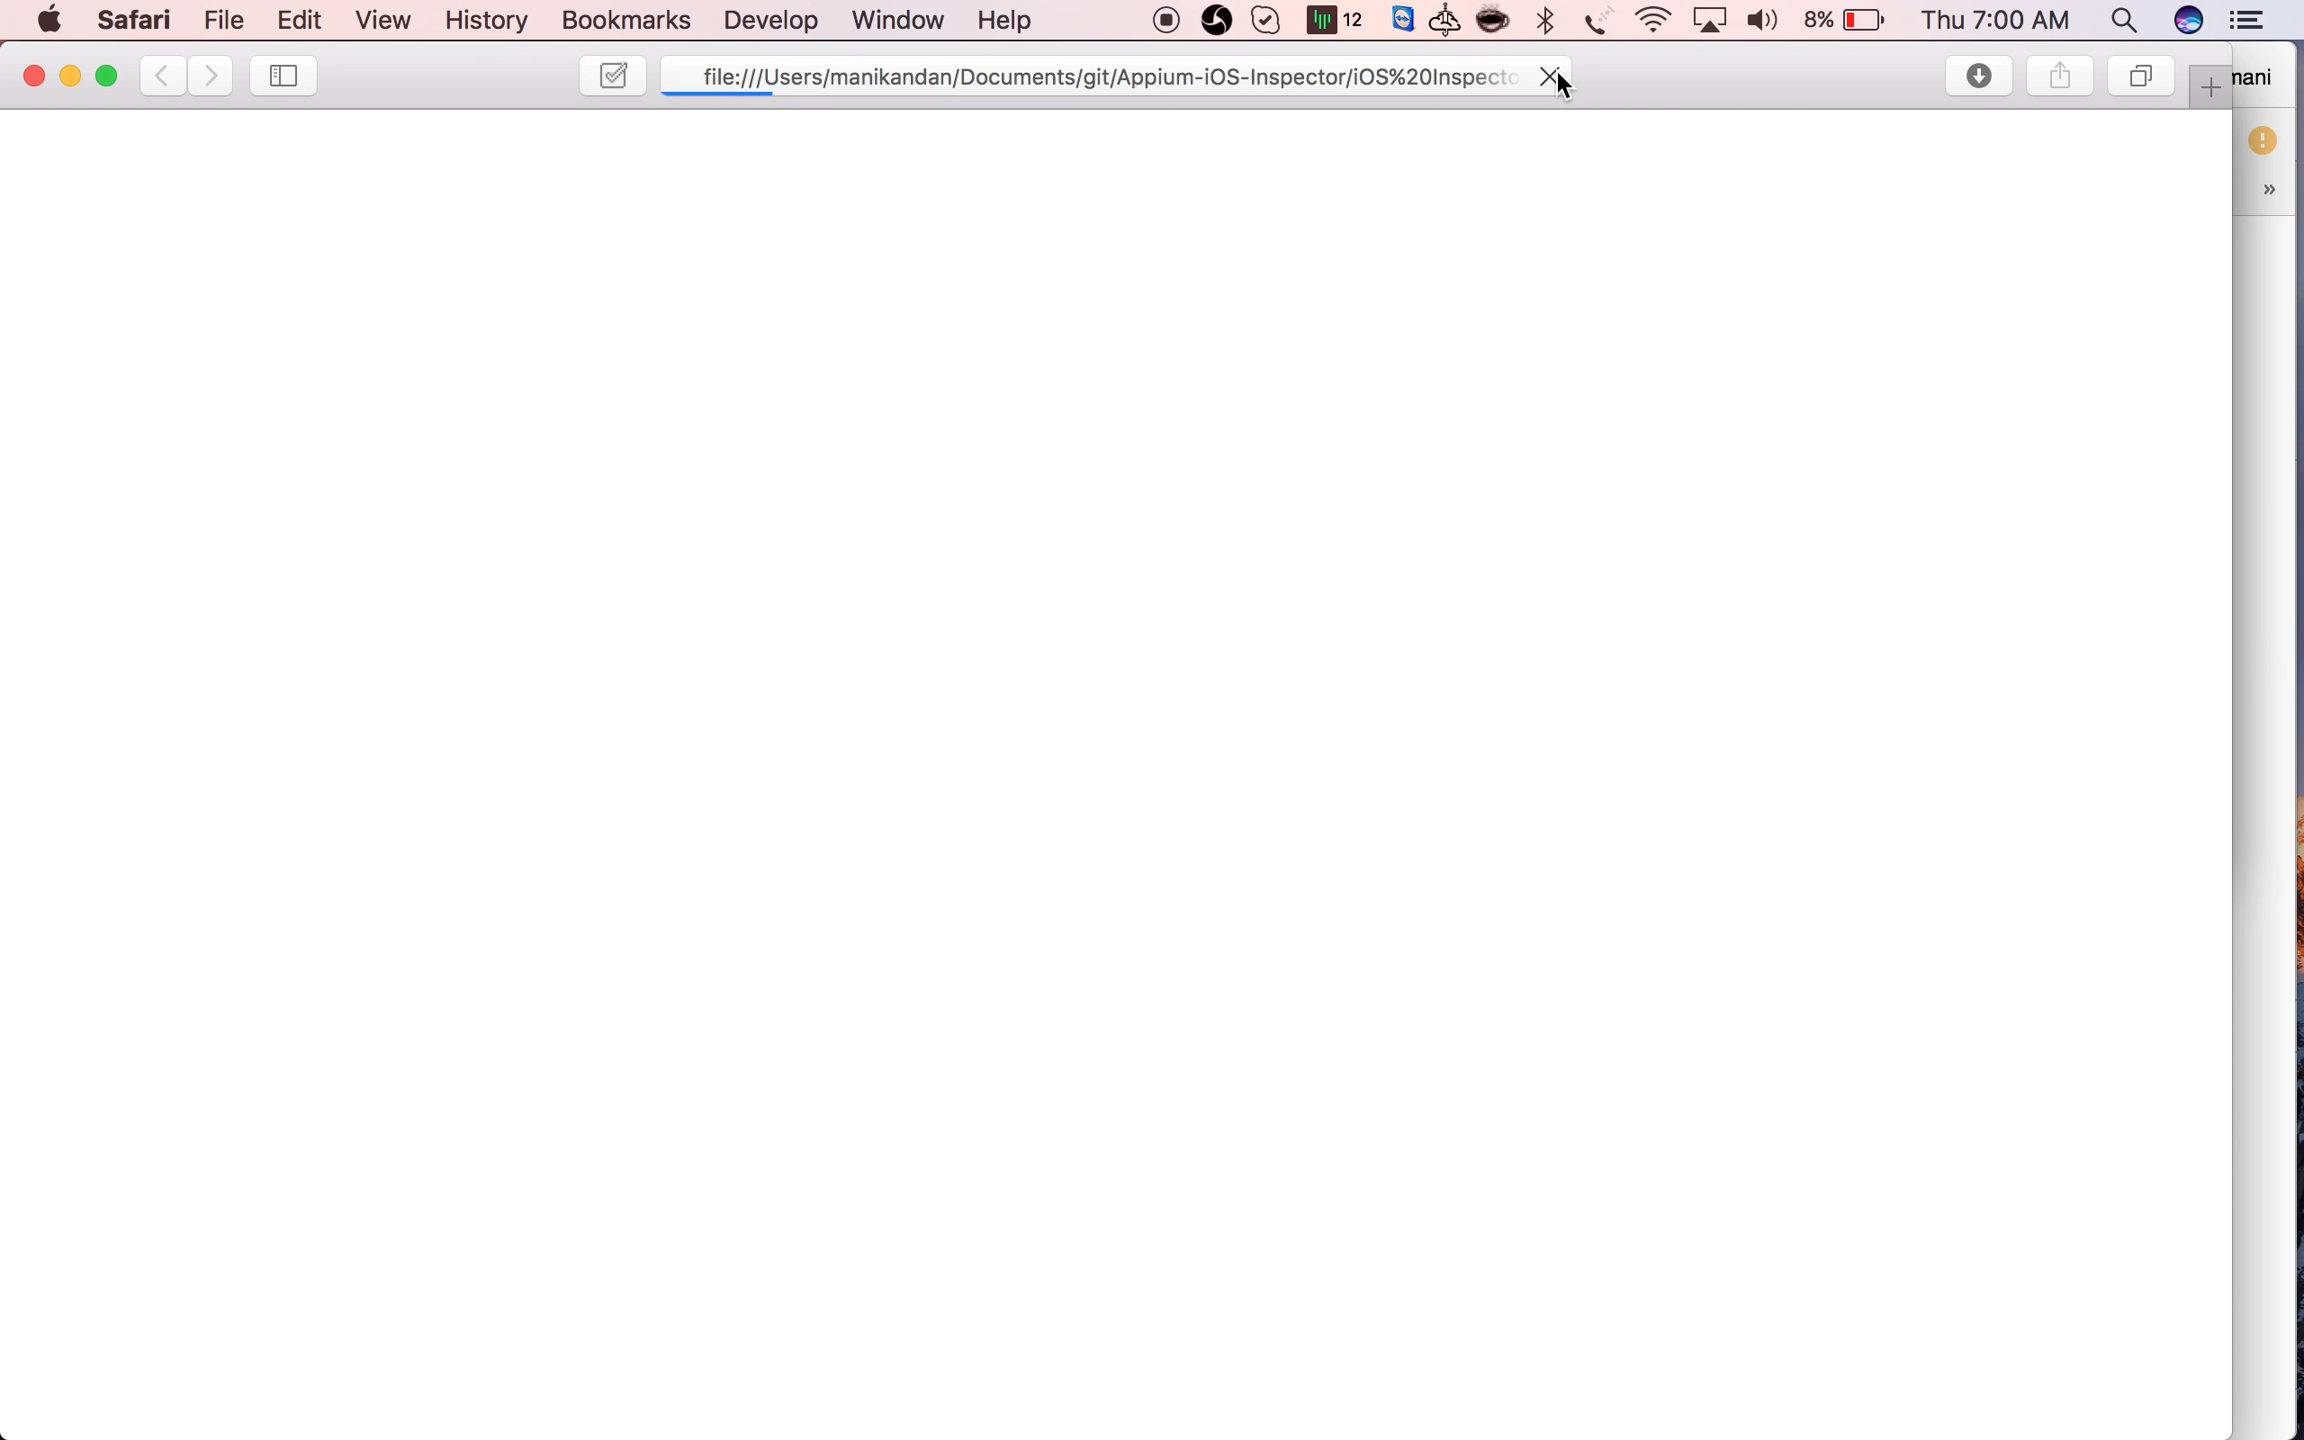 Safari File Edit View History Bookmarks Develop Window Help 12 8% Thu 7:00 AM
file:///Users/manikandan/Documents/git/Appium-iOS-Inspector/iOS%20Inspecto
mani